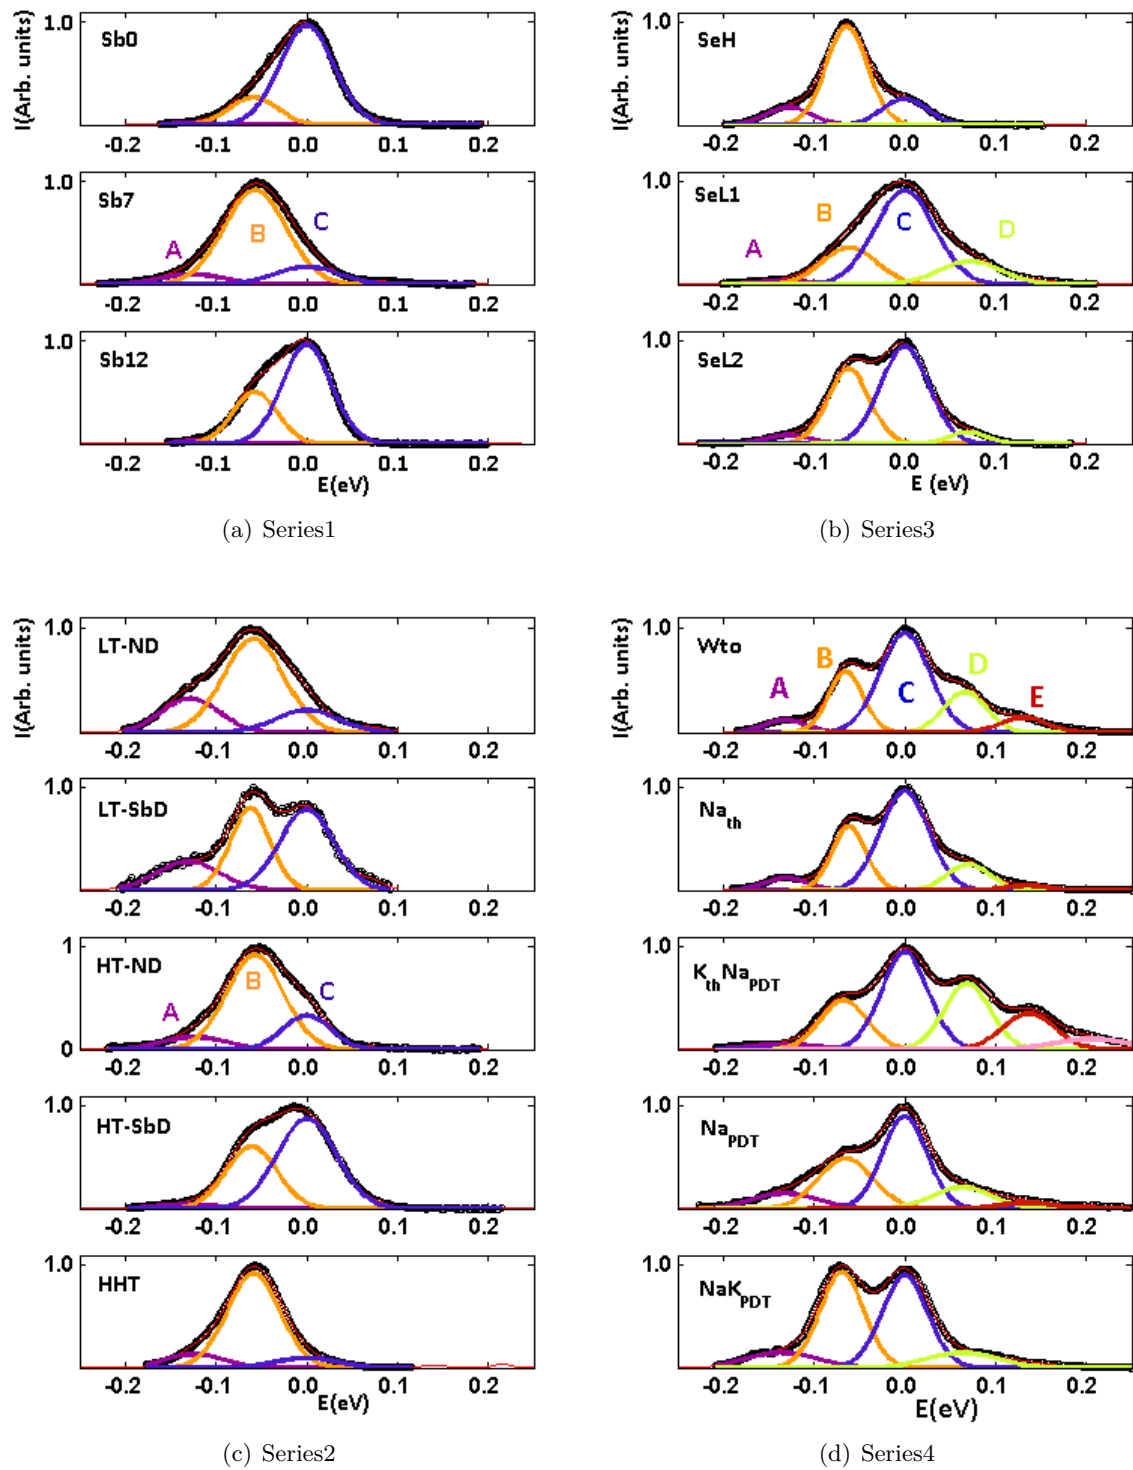 I(Arb. units)
1.0
Sb0
-0.2 -0.1 0.0 0.1 0.2
1.0
Sb7
A B C
-0.2 -0.1 0.0 0.1 0.2
1.0
Sb12
-0.2 -0.1 0.0 0.1 0.2
E(eV)
(a) Series1
I(Arb. units)
1.0
SeH
-0.2 -0.1 0.0 0.1 0.2
1.0
SeL1
A B C D
-0.2 -0.1 0.0 0.1 0.2
1.0
SeL2
-0.2 -0.1 0.0 0.1 0.2
E (eV)
(b) Series3
I(Arb. units)
1.0
LT-ND
-0.2 -0.1 0.0 0.1 0.2
1.0
LT-SbD
-0.2 -0.1 0.0 0.1 0.2
1
HT-ND
A B C
0
-0.2 -0.1 0.0 0.1 0.2
1.0
HT-SbD
-0.2 -0.1 0.0 0.1 0.2
1.0
HHT
-0.2 -0.1 0.0 0.1 0.2
E(eV)
(c) Series2
I(Arb. units)
1.0
Wto
A B C D E
-0.2 -0.1 0.0 0.1 0.2
1.0
Na th
-0.2 -0.1 0.0 0.1 0.2
1.0
K th Na PDT
-0.2 -0.1 0.0 0.1 0.2
1.0
Na PDT
-0.2 -0.1 0.0 0.1 0.2
1.0
NaK PDT
-0.2 -0.1 0.0 0.1 0.2
E(eV)
(d) Series4